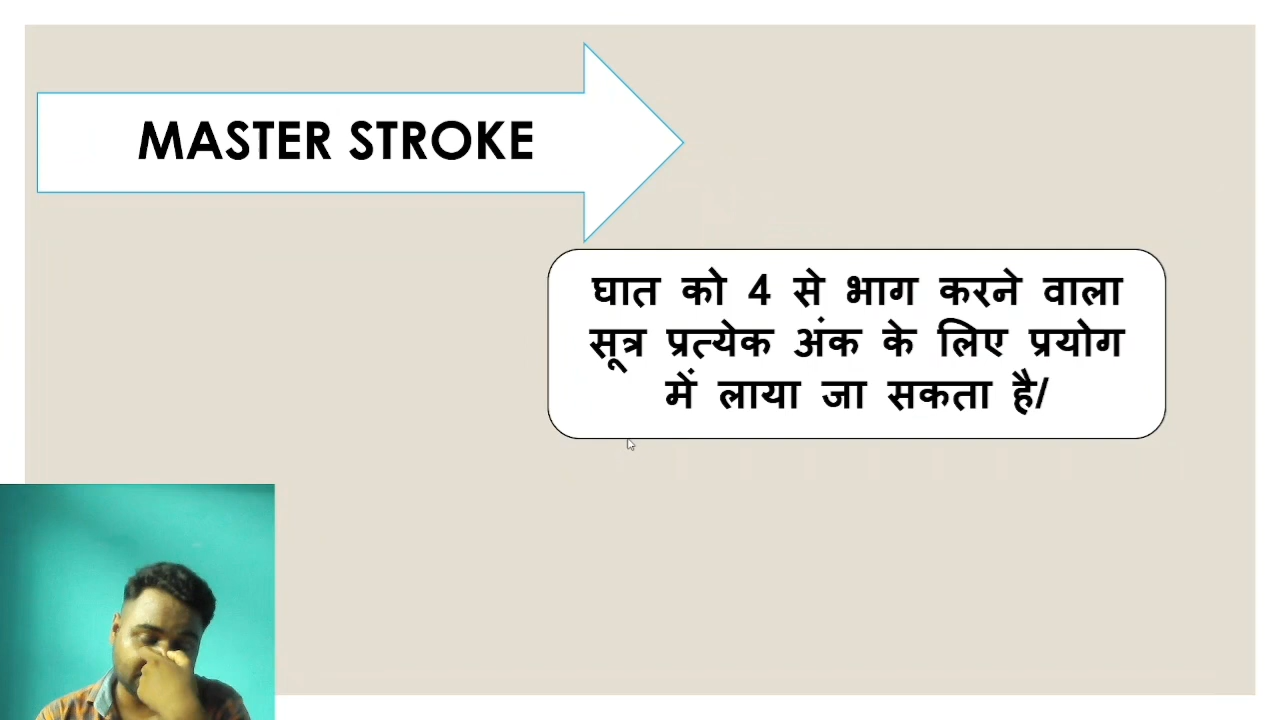 MASTER STROKE
घात को 4 से भाग करने वाला
सूत्र प्रत्येक अंक के लिए प्रयोग
में लाया जा सकता है/